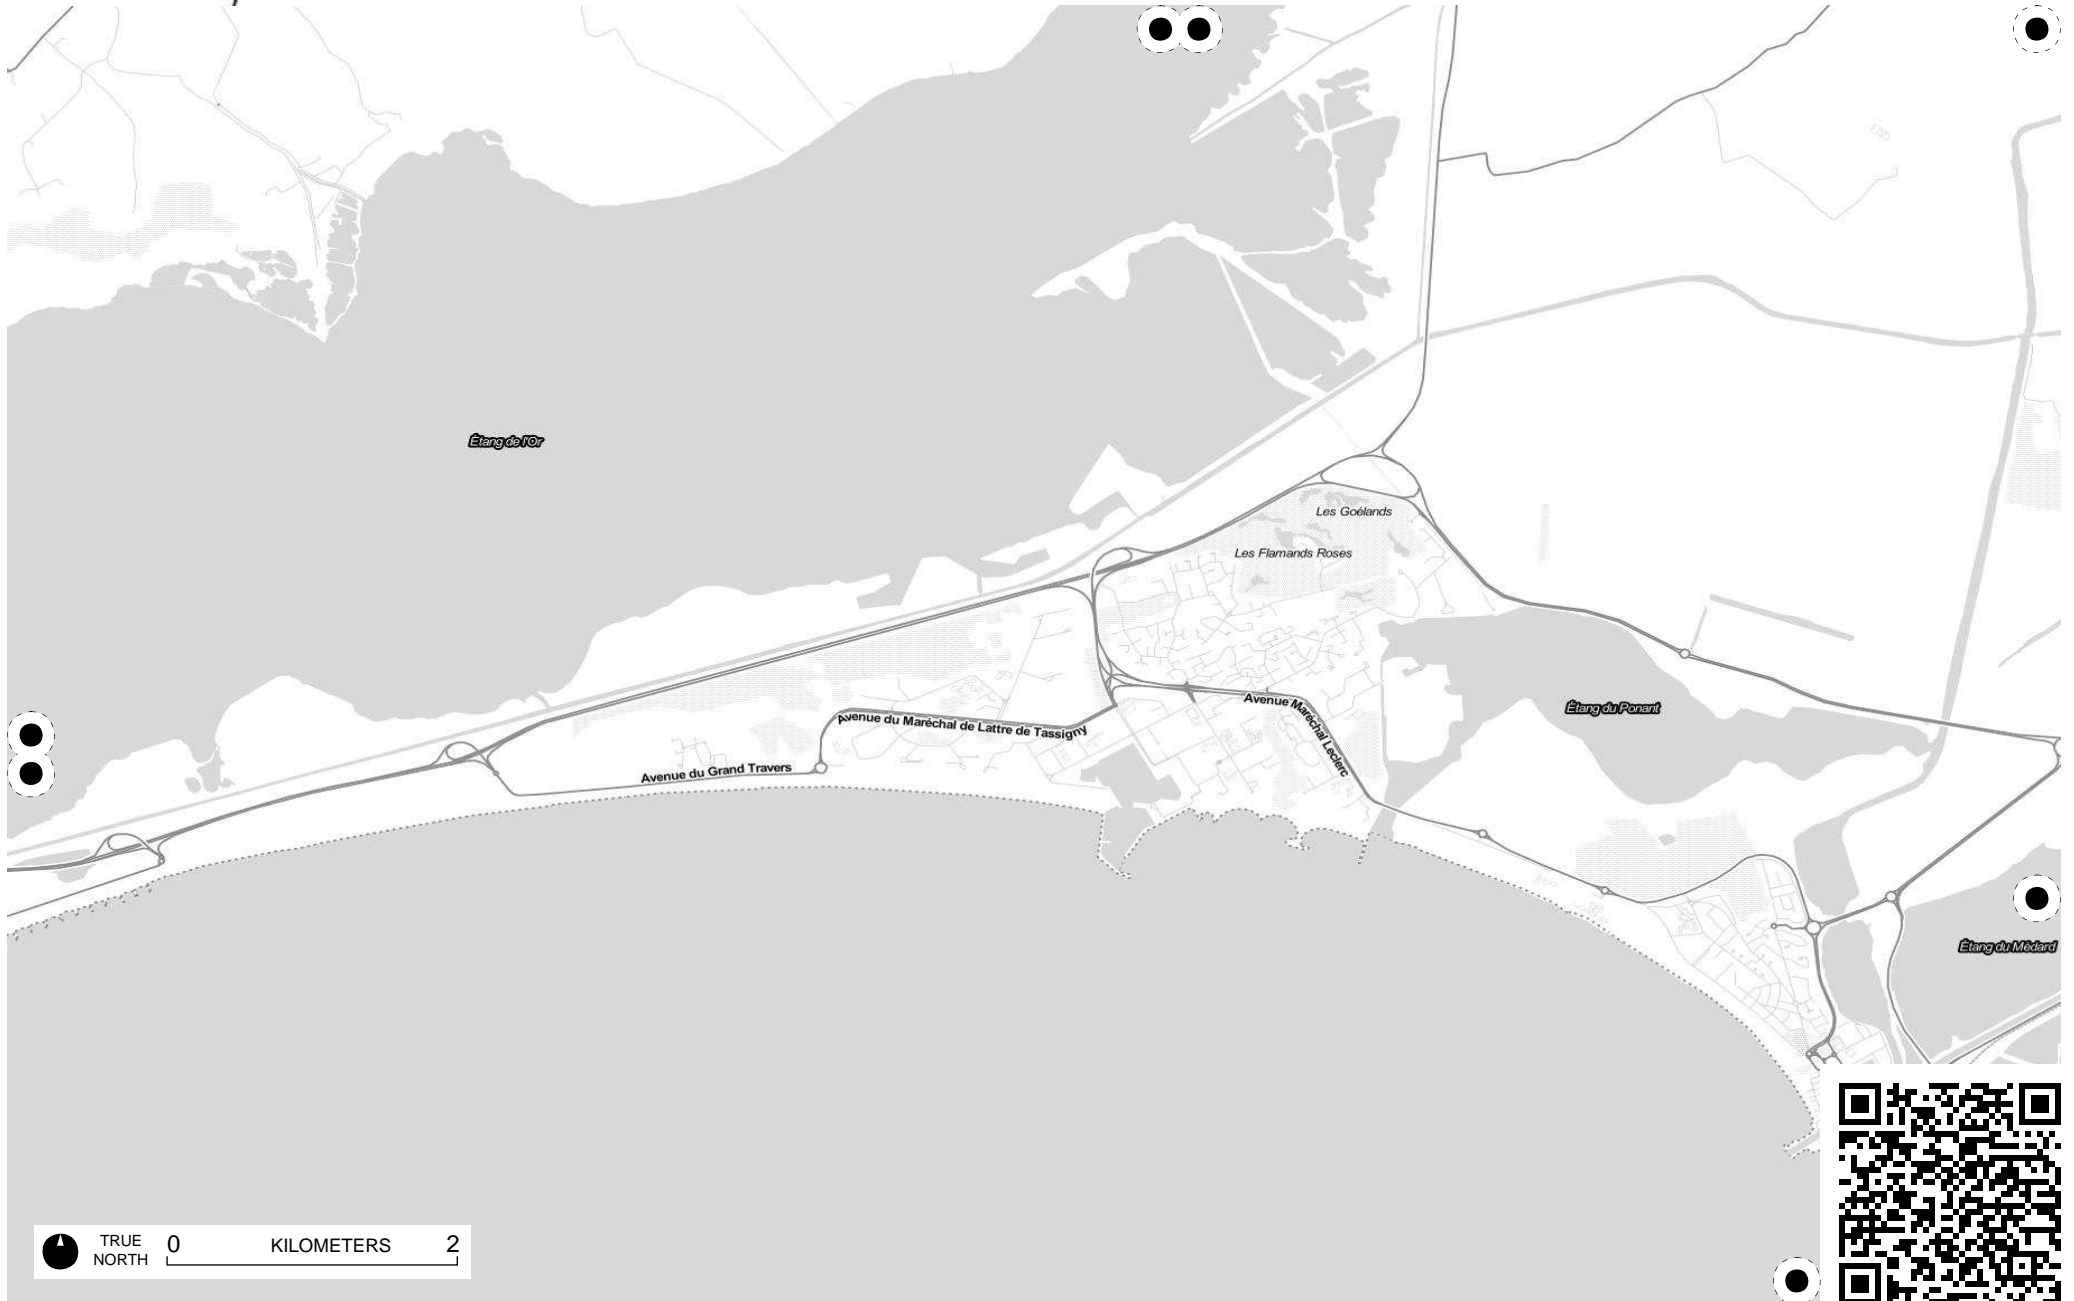 Étang de l'Or
Les Goélands
Les Flamands Roses
Avenue Maréchal Leclerc
Étang du Ponant
Avenue du Maréchal de Lattre de Tassigny
Avenue du Grand Travers
Étang du Médard
TRUE
NORTH
0 KILOMETERS 2